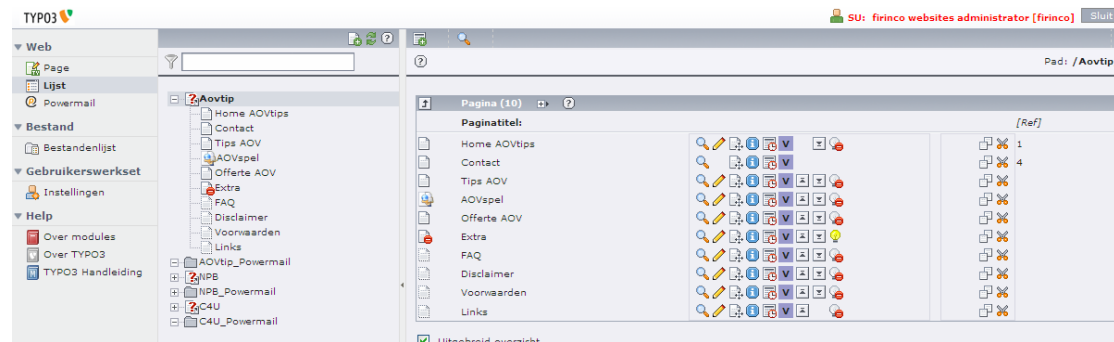 TYPO3
SU: firinco websites administrator [firinco] Sluit
Web
Page
Lijst
Powermail
Bestand
Bestandenlijst
Gebruikerswerkset
Instellingen
Help
Over modules
Over TYPO3
TYPO3 Handleiding
Aovtip
Home AOVtips
Contact
Tips AOV
AOVspel
Offerte AOV
Extra
FAQ
Disclaimer
Voorwaarden
Links
AOVtip_Powermail
NPB
NPB_Powermail
C4U
C4U_Powermail
Pad: /Aovtip
Pagina (10)
Paginatitel: [Ref]
Home AOVtips 1
Contact 4
Tips AOV
AOVspel
Offerte AOV
Extra
FAQ
Disclaimer
Voorwaarden
Links
Uitgebreid overzicht